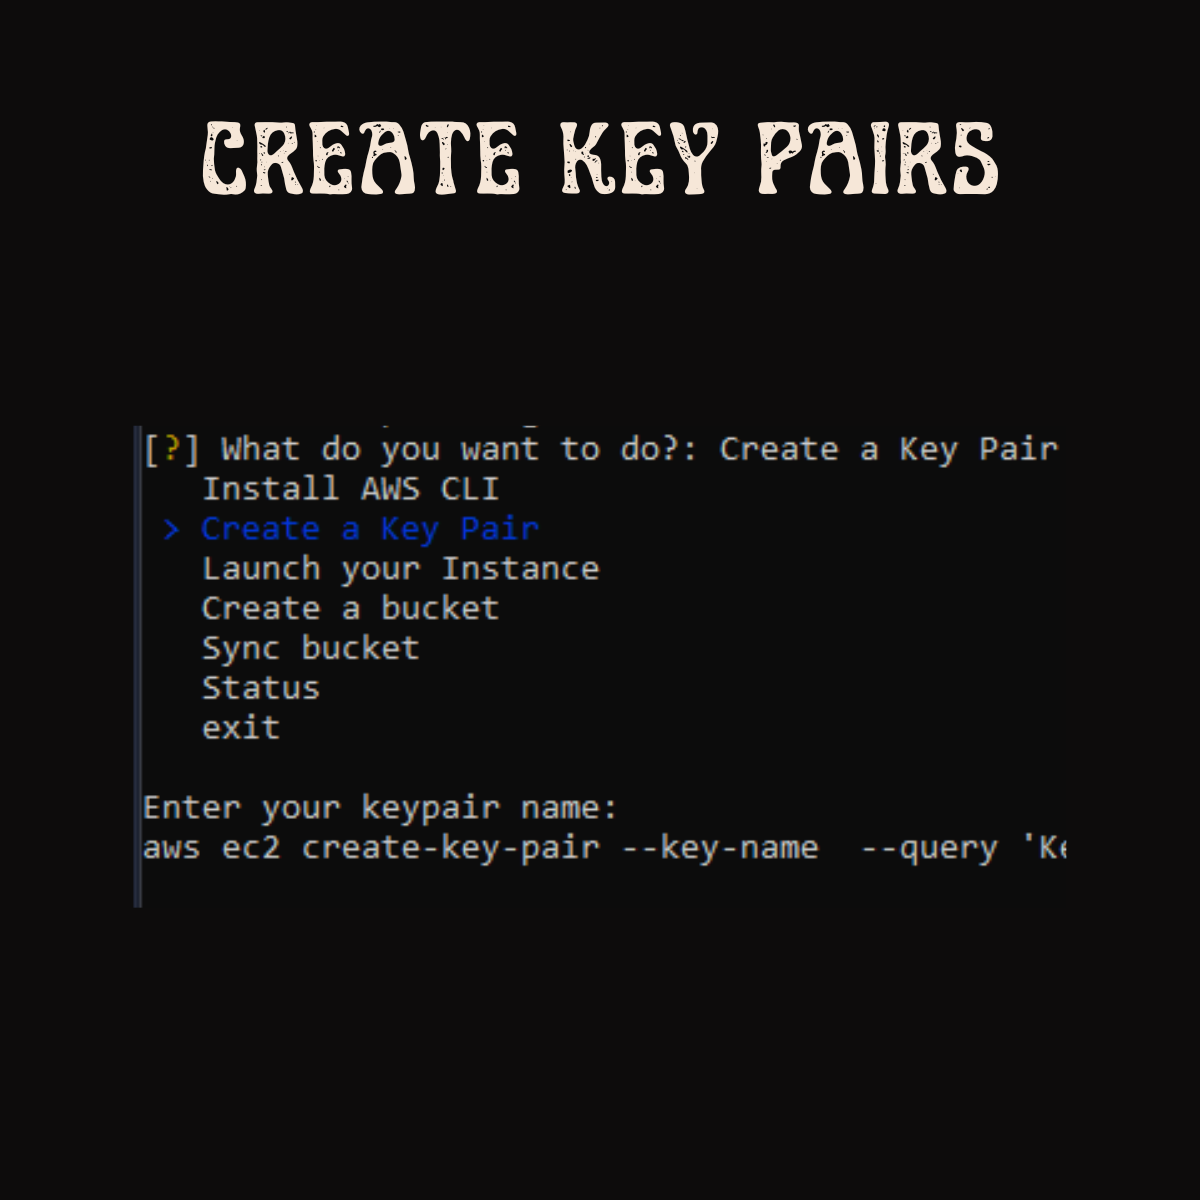 CREATE KEY PAIRS
[?] What do you want to do?: Create a Key Pair
Install AWS CLI
> Create a Key Pair
Launch your Instance
Create a bucket
Sync bucket
Status
exit
Enter your keypair name:
aws ec2 create-key-pair --key-name  --query